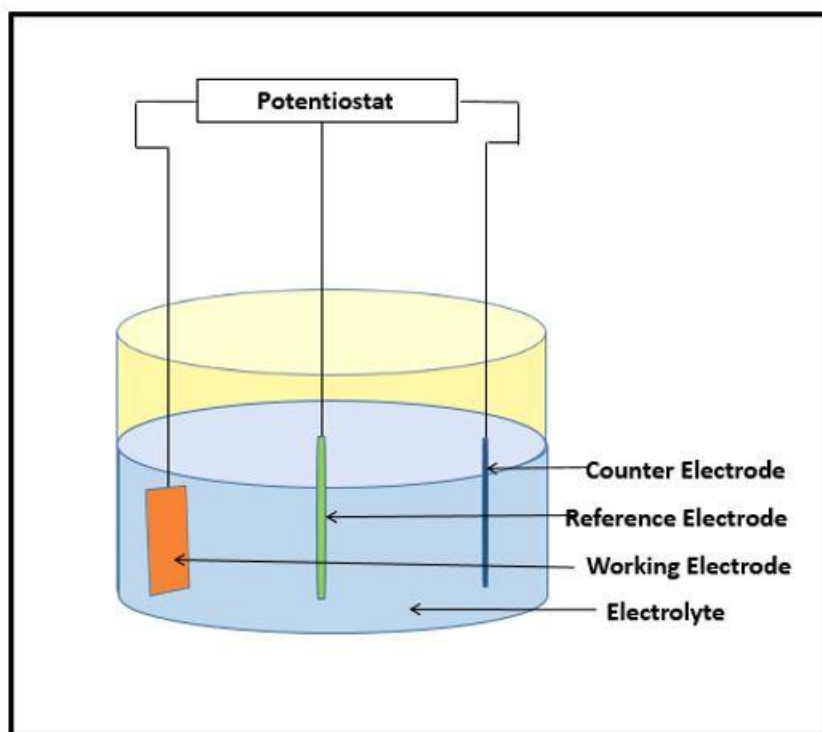 Potentiostat
Counter Electrode
Reference Electrode
Working Electrode
Electrolyte